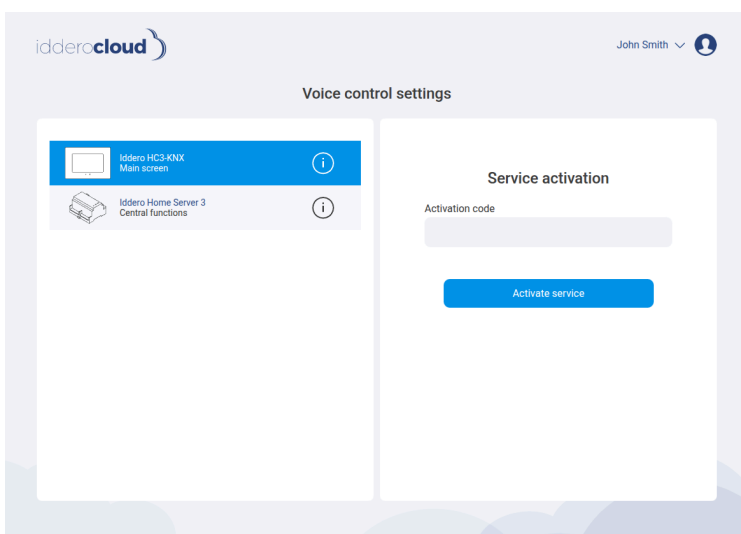 idderocloud
John Smith
Voice control settings
Iddero HC3-KNX
Main screen
i
Iddero Home Server 3
Central functions
i
Service activation
Activation code
Activate service